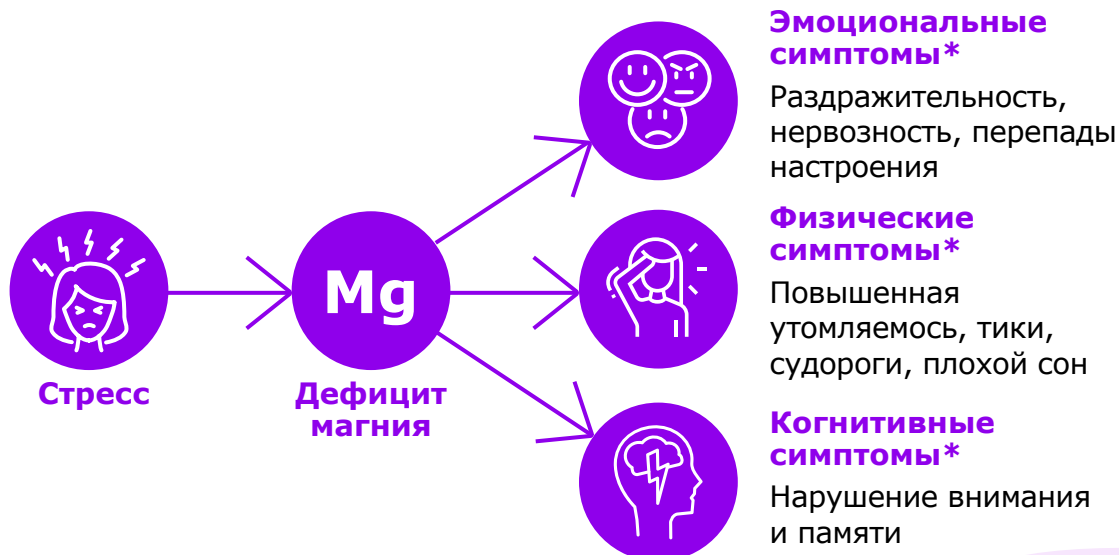 Эмоциональные
симптомы*
Раздражительность,
нервозность, перепады
настроения
Физические
симптомы*
Повышенная
утомляемось, тики,
судороги, плохой сон
Когнитивные
симптомы*
Нарушение внимания
и памяти
Стресс
Mg
Дефицит
магния